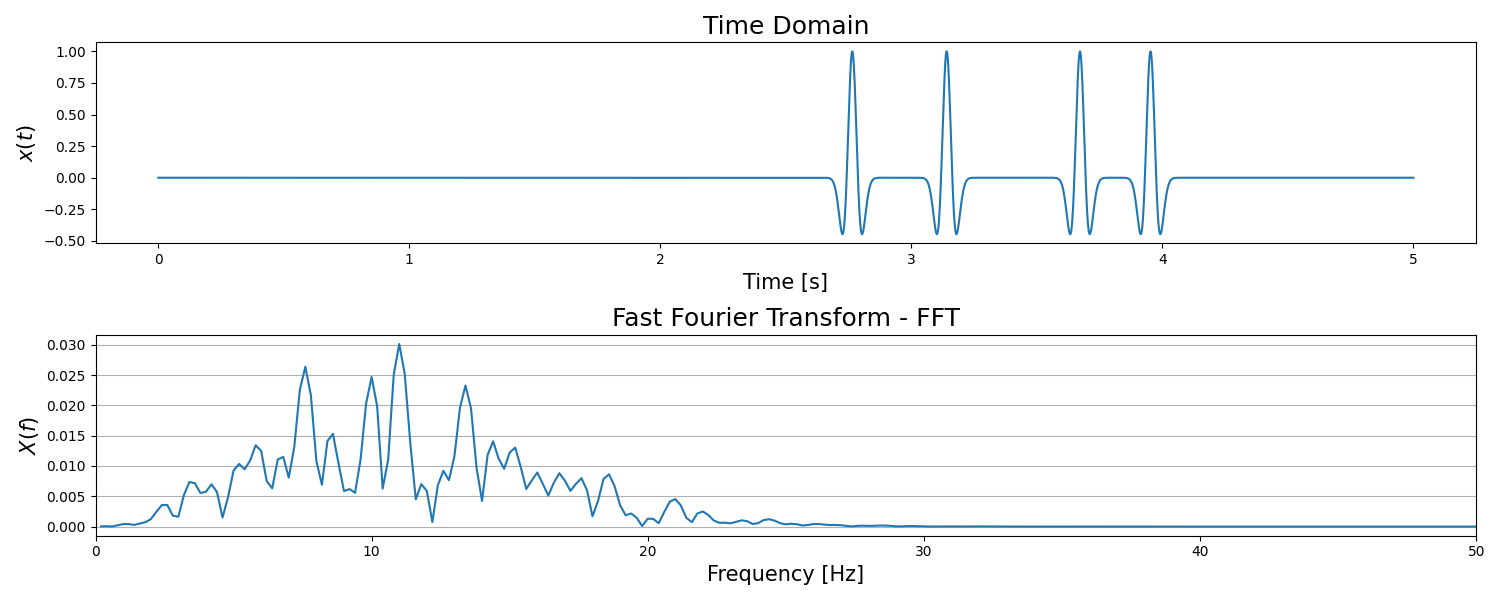 Time Domain
1.00
0.75
0.50
0.25
0.00
−0.25
−0.50
x(t)
0 1 2 3 4 5
Time [s]
Fast Fourier Transform - FFT
0.030
0.025
0.020
0.015
0.010
0.005
0.000
X(f)
0 10 20 30 40 50
Frequency [Hz]